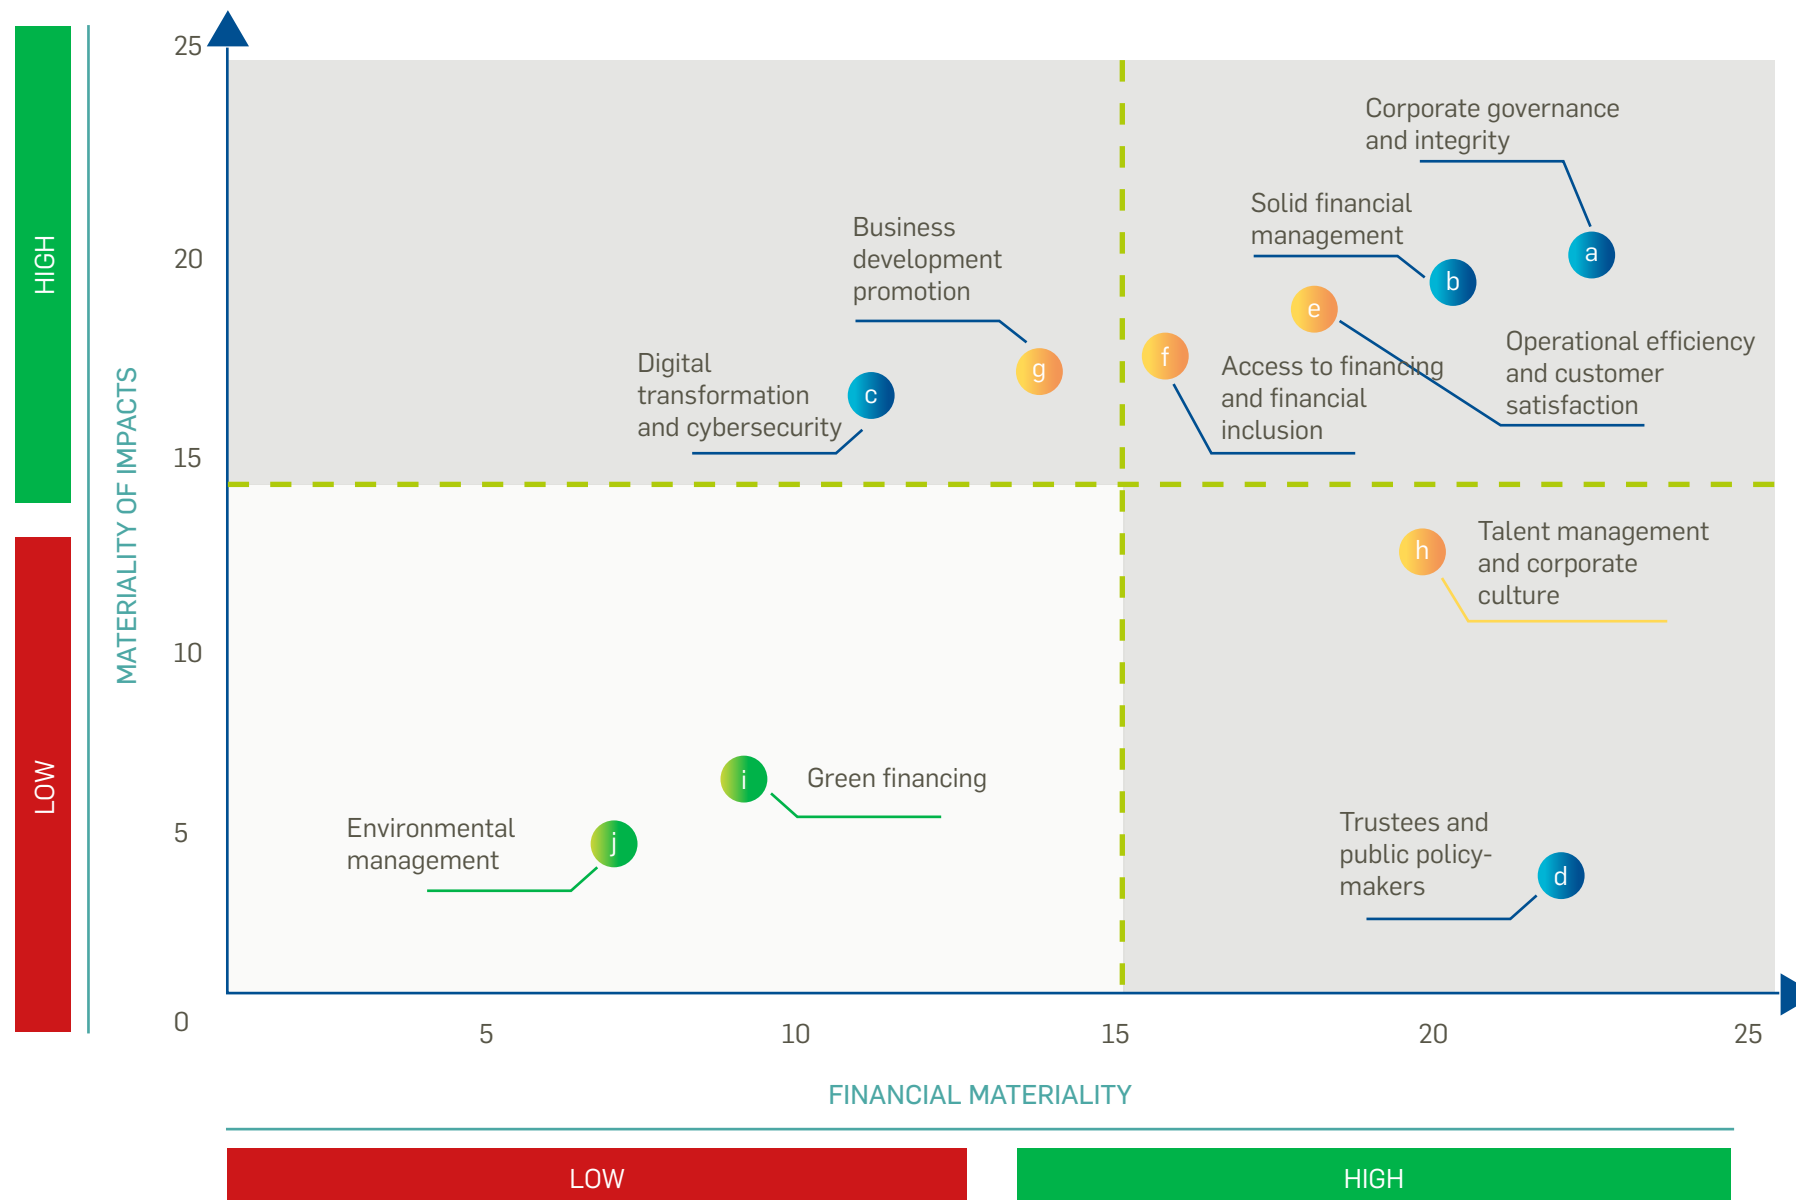 25
20
15
10
5
0
HIGH
LOW
MATERIALITY OF IMPACTS
Corporate governance
and integrity
a
Solid financial
management
b
e
Operational efficiency
and customer
satisfaction
f
Access to financing
and financial
inclusion
Business
development
promotion
g
Digital
transformation
and cybersecurity
c
h
Talent management
and corporate
culture
i
Green financing
Environmental
management
j
Trustees and
public policy-
makers
d
5
10
15
20
25
FINANCIAL MATERIALITY
LOW
HIGH